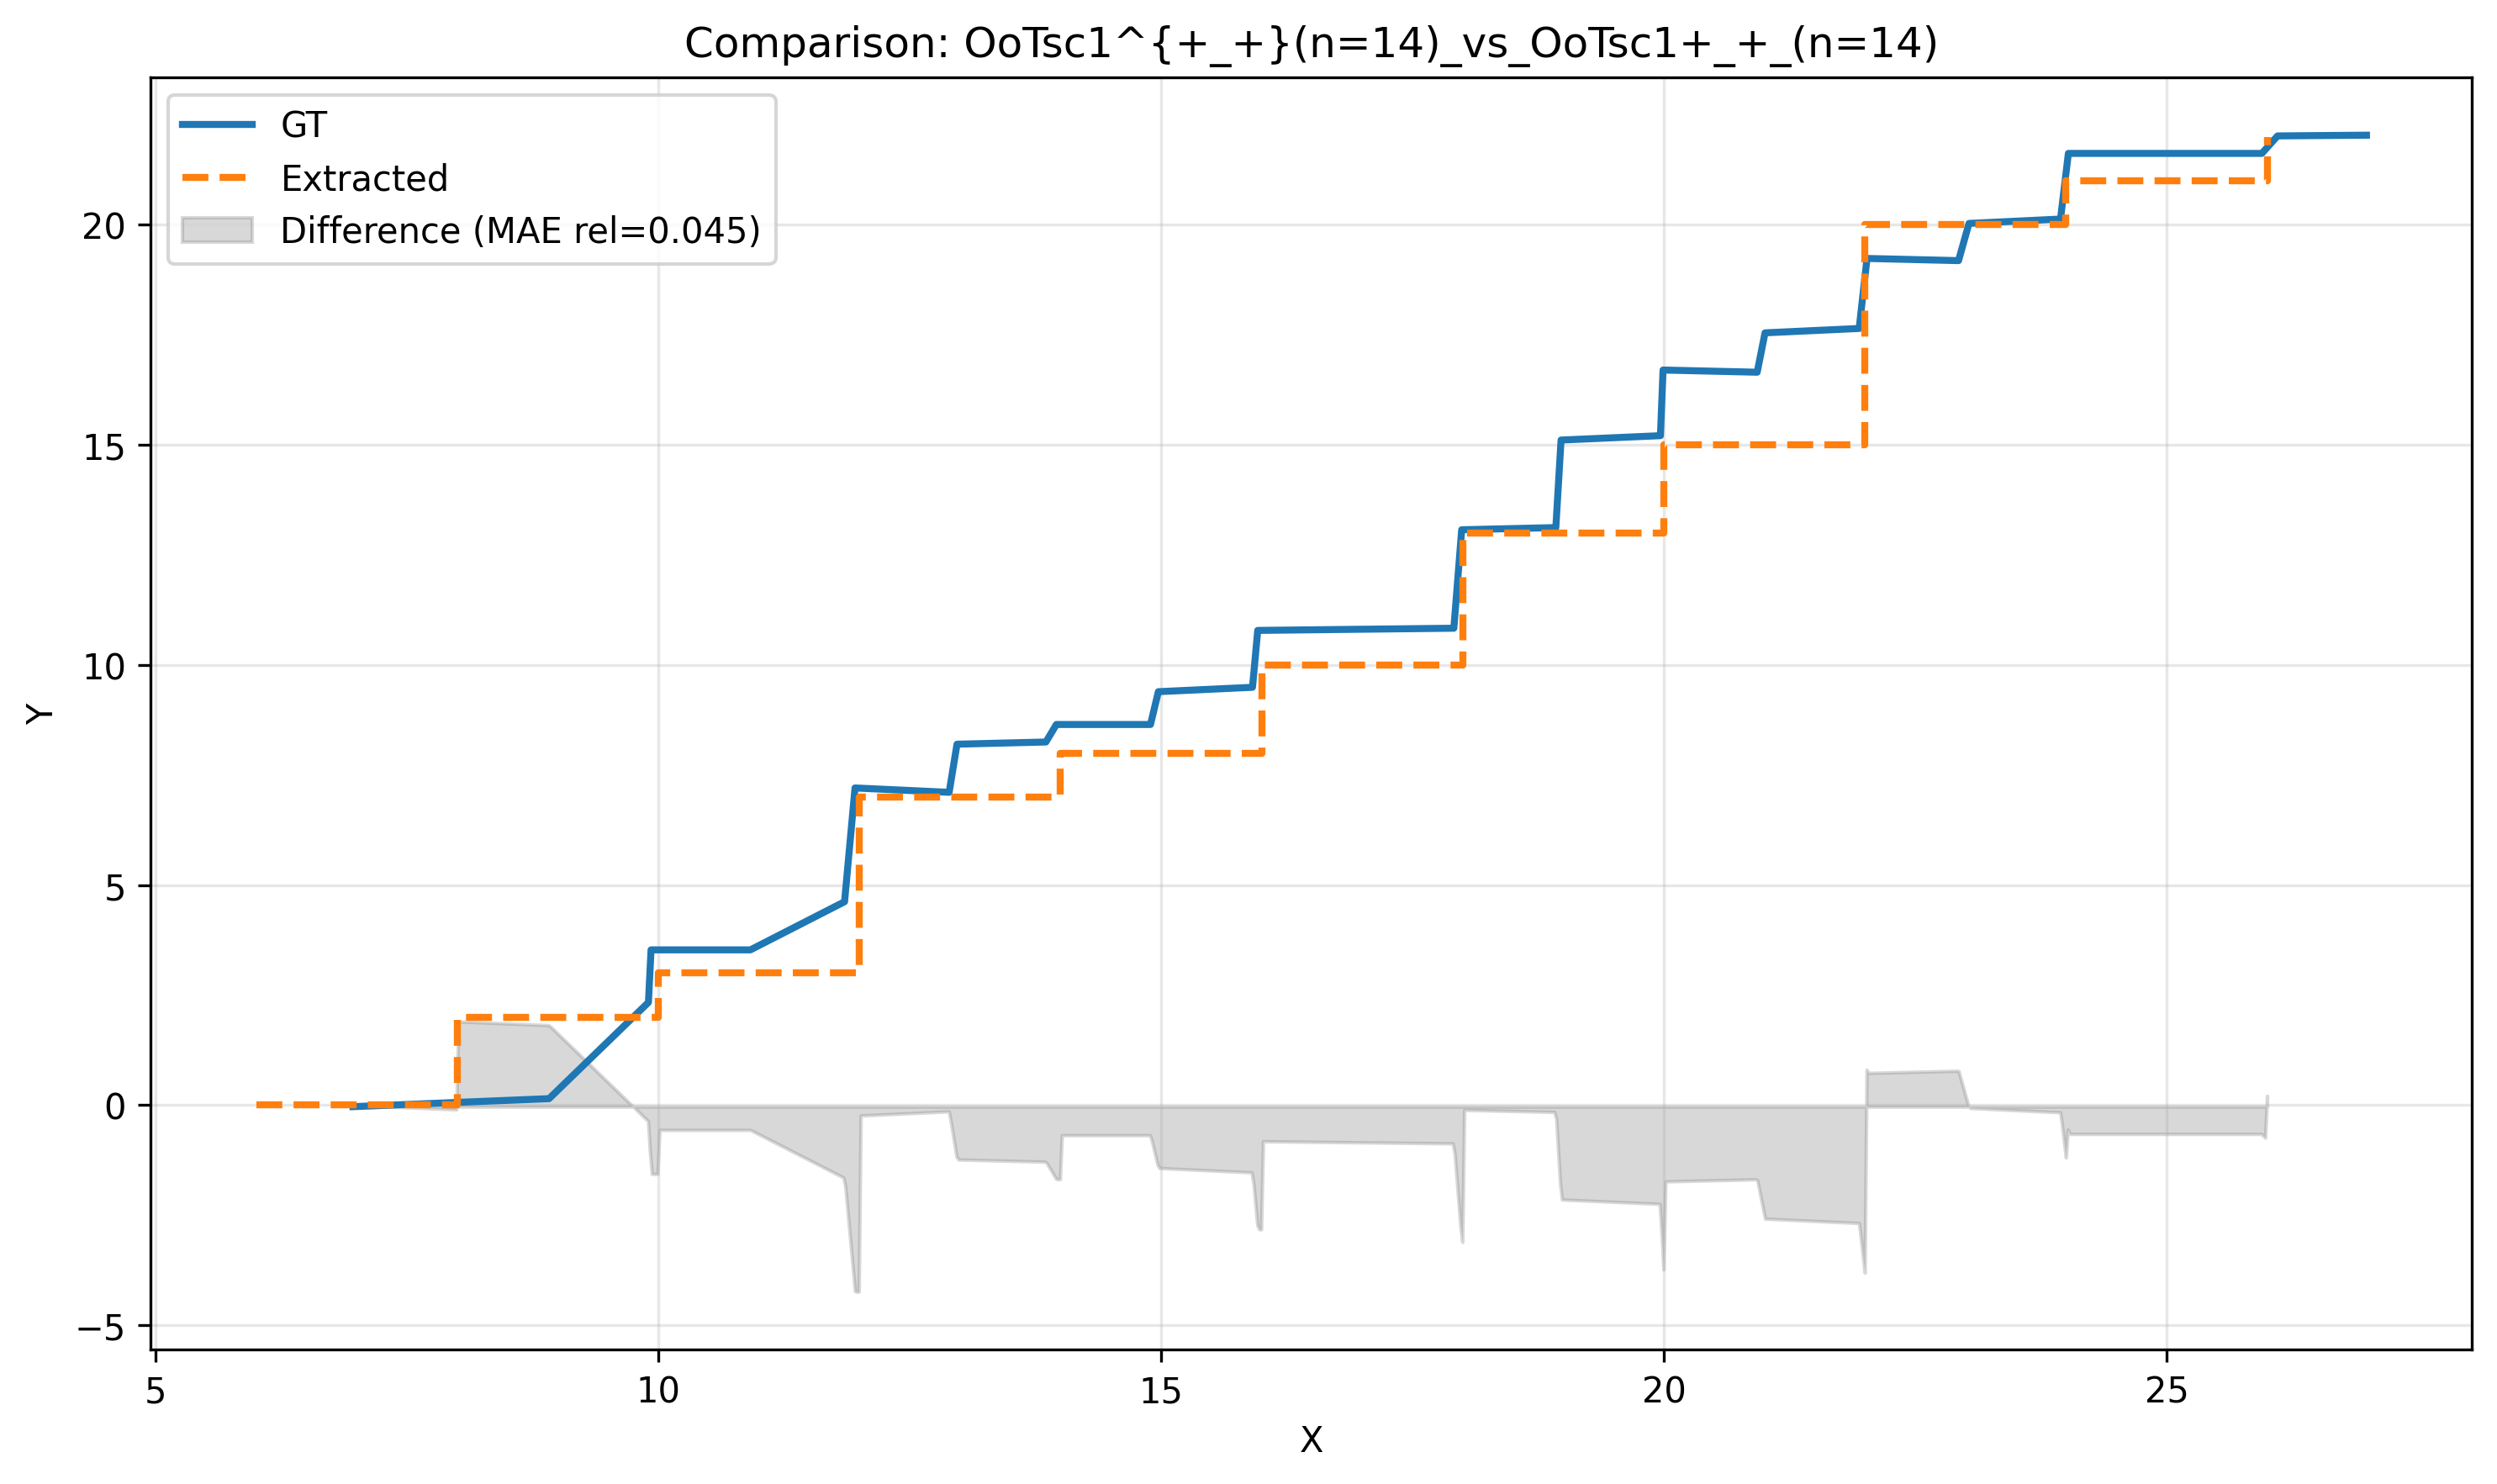 Comparison: OoTsc1^{+_+}(n=14)_vs_OoTsc1+_+_(n=14)
GT
Extracted
Difference (MAE rel=0.045)
20
15
10
5
0
−5
Y
5
10
15
20
25
X